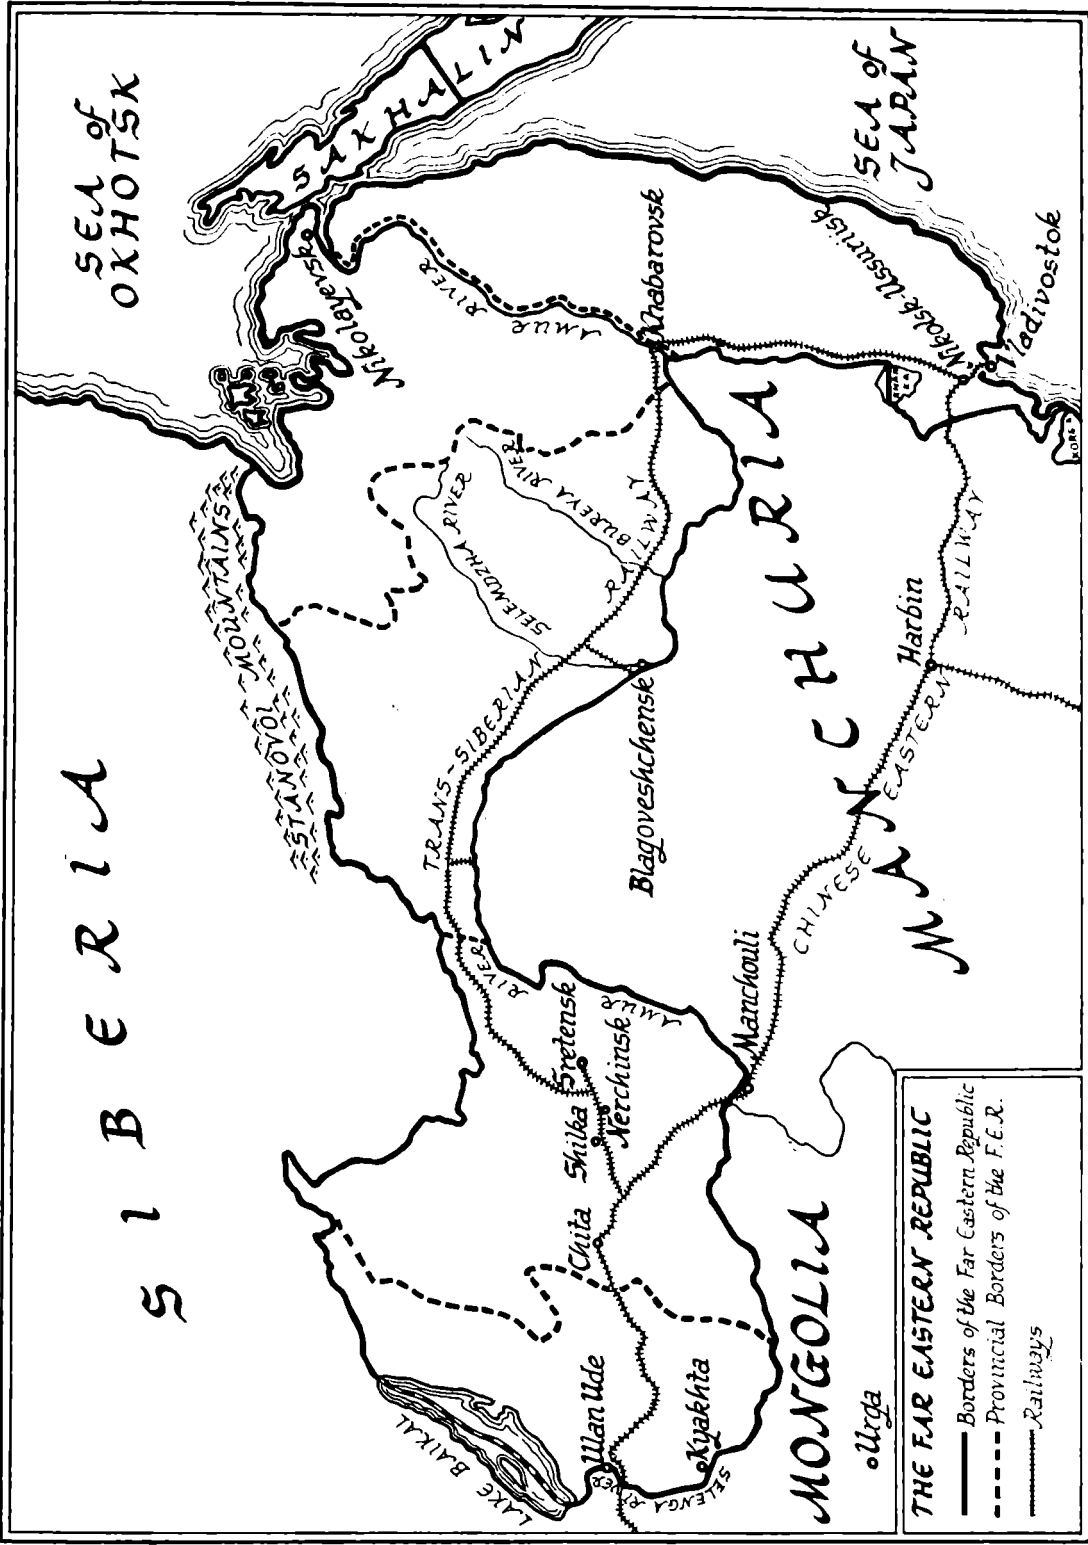 SIBERIA
SEA of
OKHOTSK
SAKHALIN
STANOVOI MOUNTAINS
Nikolayevsk
AMUR RIVER
SELEMDZHA RIVER
BUREYA RIVER
TRANS-SIBERIAN RAILWAY
LAKE BAIKAL
Ulan Ude
SELENGA RIVER
Kyakhta
Chita
Shilka
Nerchinsk
Sretensk
AMUR RIVER
Blagoveshchensk
Khabarovsk
SEA of
JAPAN
Nikolsk-Ussuriisk
Vladivostok
Manchouli
CHINESE EASTERN RAILWAY
Harbin
MANCHURIA
MONGOLIA
Urga
THE FAR EASTERN REPUBLIC
Borders of the Far Eastern Republic
Provincial Borders of the F.E.R.
Railways